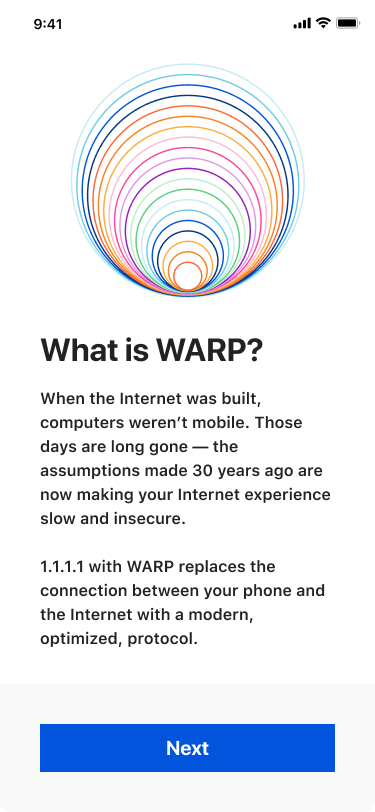 9:41
What is WARP?
When the Internet was built,
computers weren’t mobile. Those
days are long gone — the
assumptions made 30 years ago are
now making your Internet experience
slow and insecure.
1.1.1.1 with WARP replaces the
connection between your phone and
the Internet with a modern,
optimized, protocol.
Next